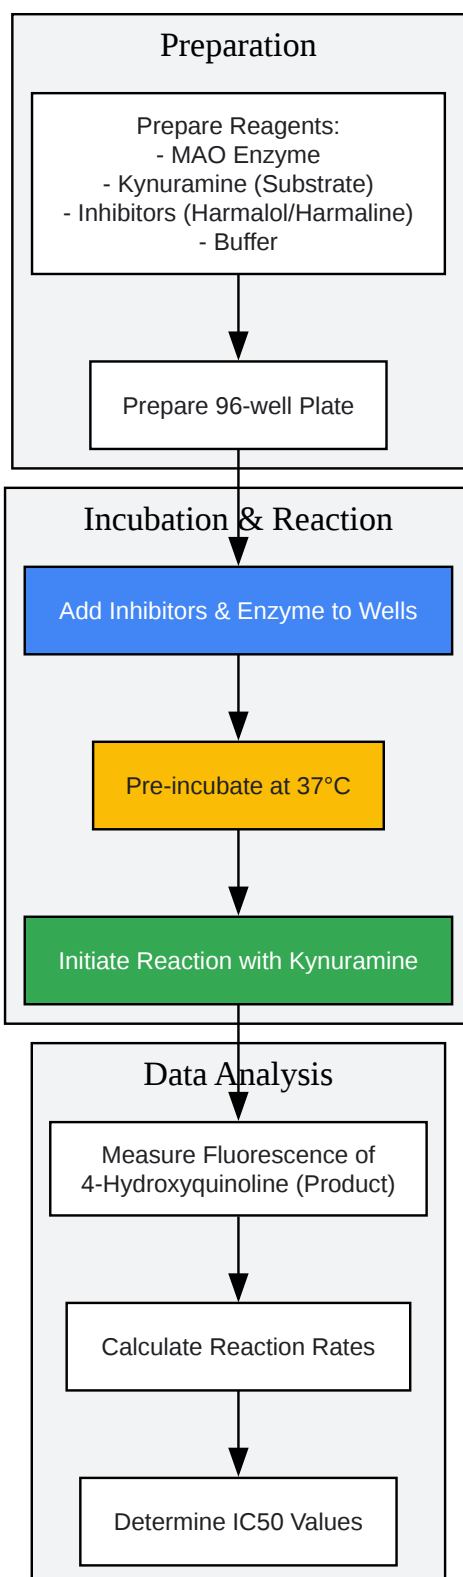 Preparation
Prepare Reagents:
- MAO Enzyme
- Kynuramine (Substrate)
- Inhibitors (Harmalol/Harmaline)
- Buffer
Prepare 96-well Plate
Incubation & Reaction
Add Inhibitors & Enzyme to Wells
Pre-incubate at 37°C
Initiate Reaction with Kynuramine
Data Analysis
Measure Fluorescence of
4-Hydroxyquinoline (Product)
Calculate Reaction Rates
Determine IC50 Values